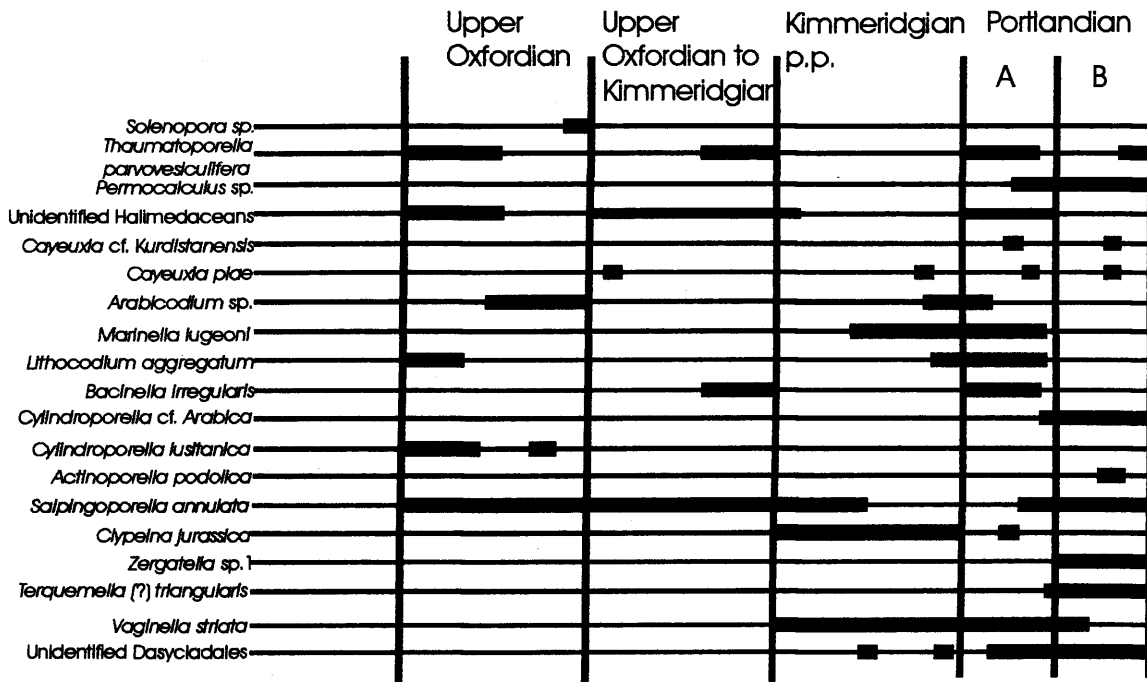 Upper
Oxfordian
Upper
Oxfordian to
Kimmeridgian
Kimmeridgian
p.p.
Portlandian
A
B
Solenopora sp.
Thaumatoporella
parvovesiculifera
Permocalculus sp.
Unidentified Halimedaceans
Cayeuxia cf. Kurdistanensis
Cayeuxia piae
Arabicodium sp.
Marinella lugeoni
Lithocodium aggregatum
Bacinella irregularis
Cylindroporella cf. Arabica
Cylindroporella lusitanica
Actinoporella podolica
Salpingoporella annulata
Clypeina jurassica
Zergatella sp.1
Terquemella (?) triangularis
Vaginella striata
Unidentified Dasycladales